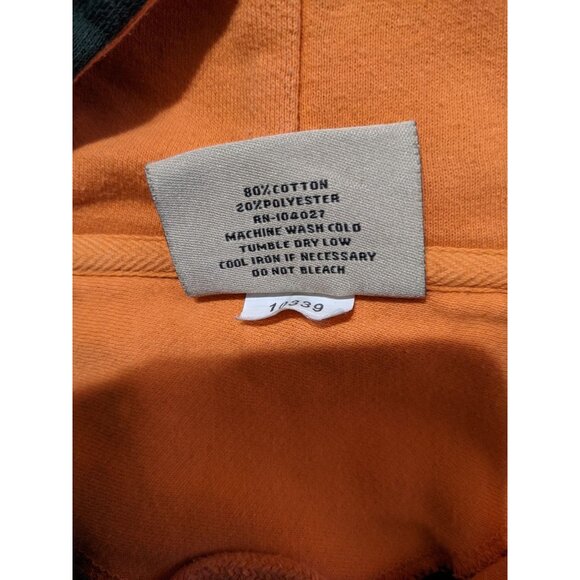 80% COTTON
20% POLYESTER
RN-104027
MACHINE WASH COLD
TUMBLE DRY LOW
COOL IRON IF NECESSARY
DO NOT BLEACH
10339